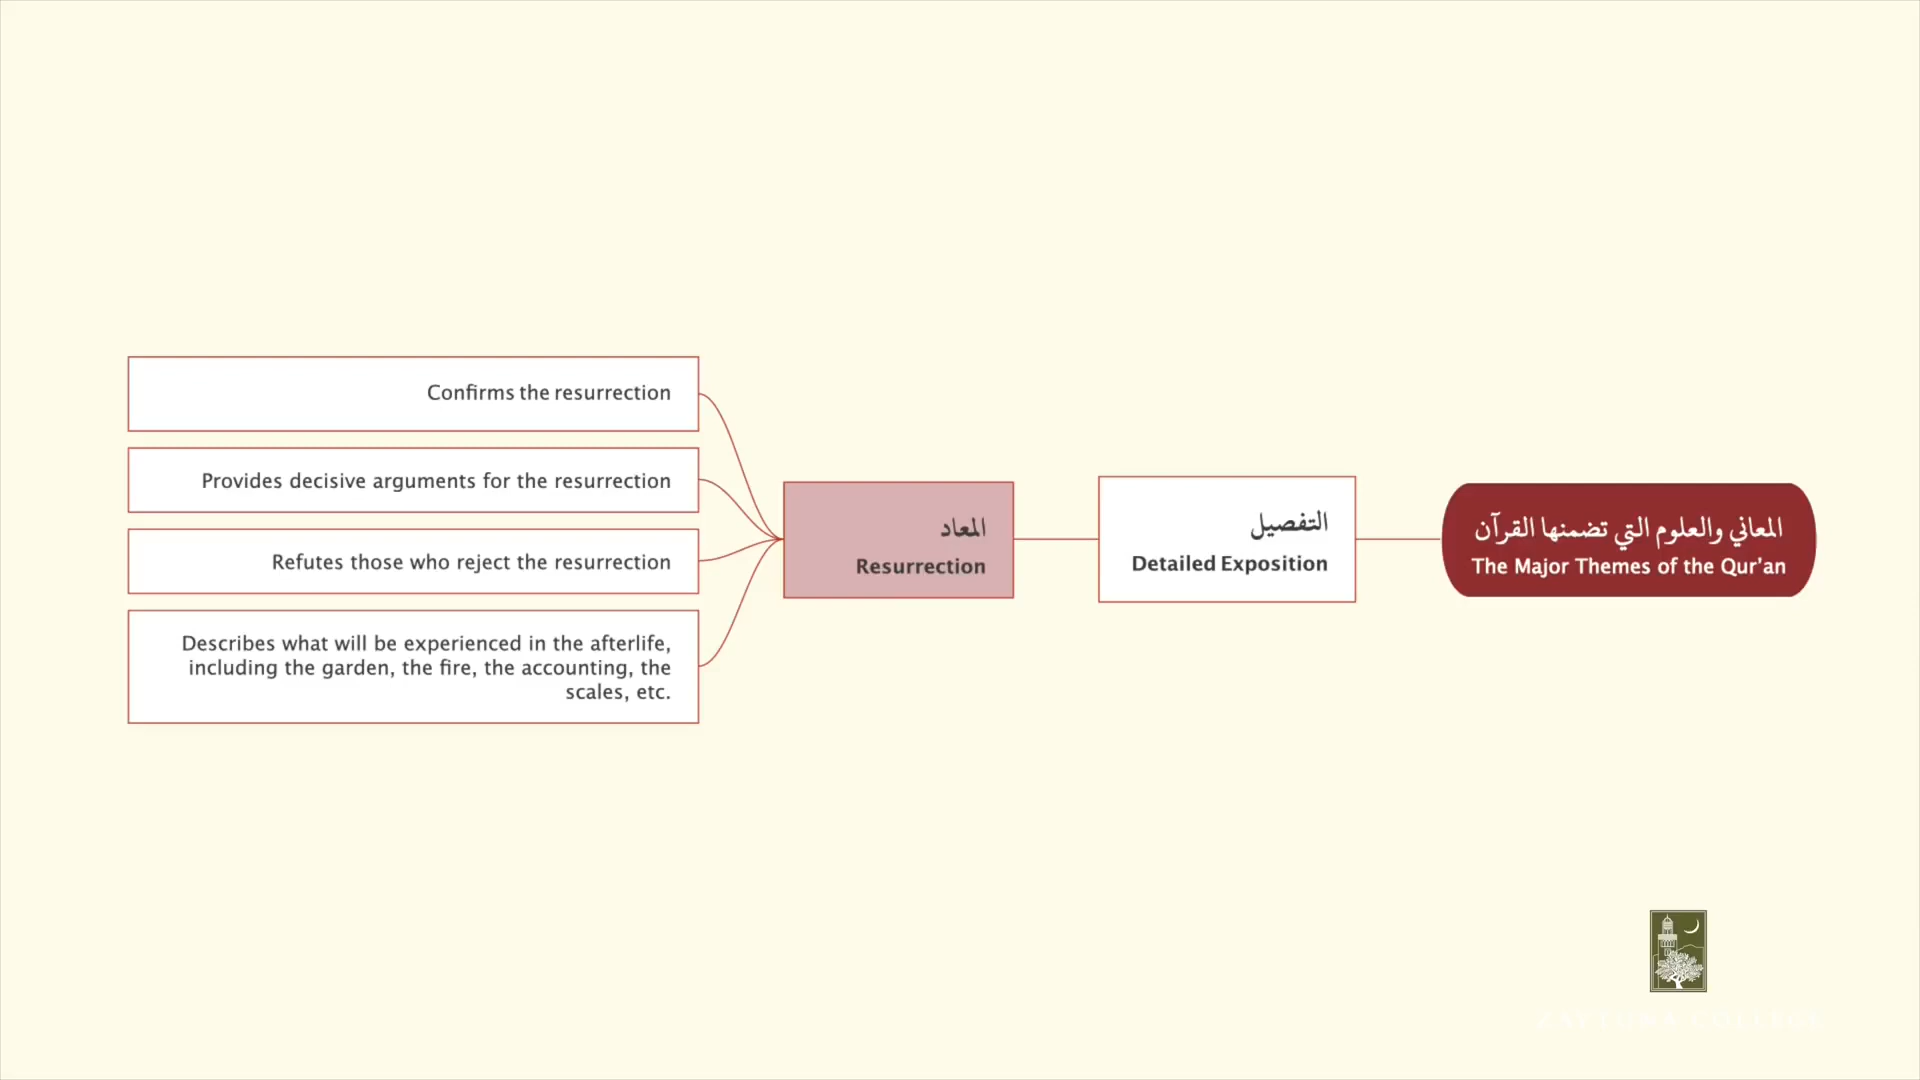 المعاني والعلوم التي تضمنها القرآن
The Major Themes of the Qur’an
التفصيل
Detailed Exposition
المعاد
Resurrection
Confirms the resurrection
Provides decisive arguments for the resurrection
Refutes those who reject the resurrection
Describes what will be experienced in the afterlife,
including the garden, the fire, the accounting, the
scales, etc.